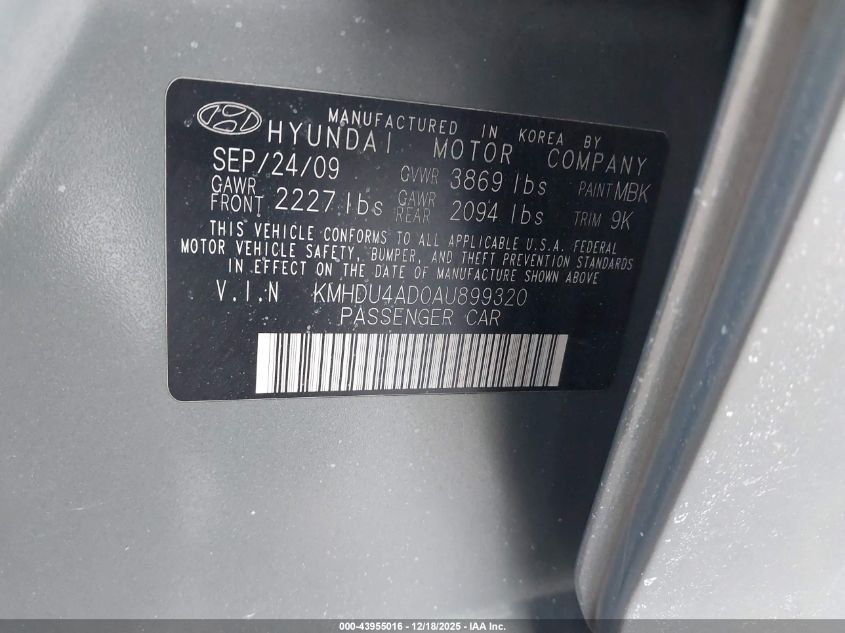 MANUFACTURED IN KOREA BY
HYUNDAI MOTOR COMPANY
SEP/24/09 GVWR 3869 lbs PAINT MBK
GAWR FRONT 2227 lbs GAWR REAR 2094 lbs TRIM 9K
THIS VEHICLE CONFORMS TO ALL APPLICABLE U.S.A. FEDERAL
MOTOR VEHICLE SAFETY, BUMPER, AND THEFT PREVENTION STANDARDS
IN EFFECT ON THE DATE OF MANUFACTURE SHOWN ABOVE
V.I.N KMHDU4AD0AU899320
PASSENGER CAR
000-43955016 - 12/18/2025 - IAA Inc.